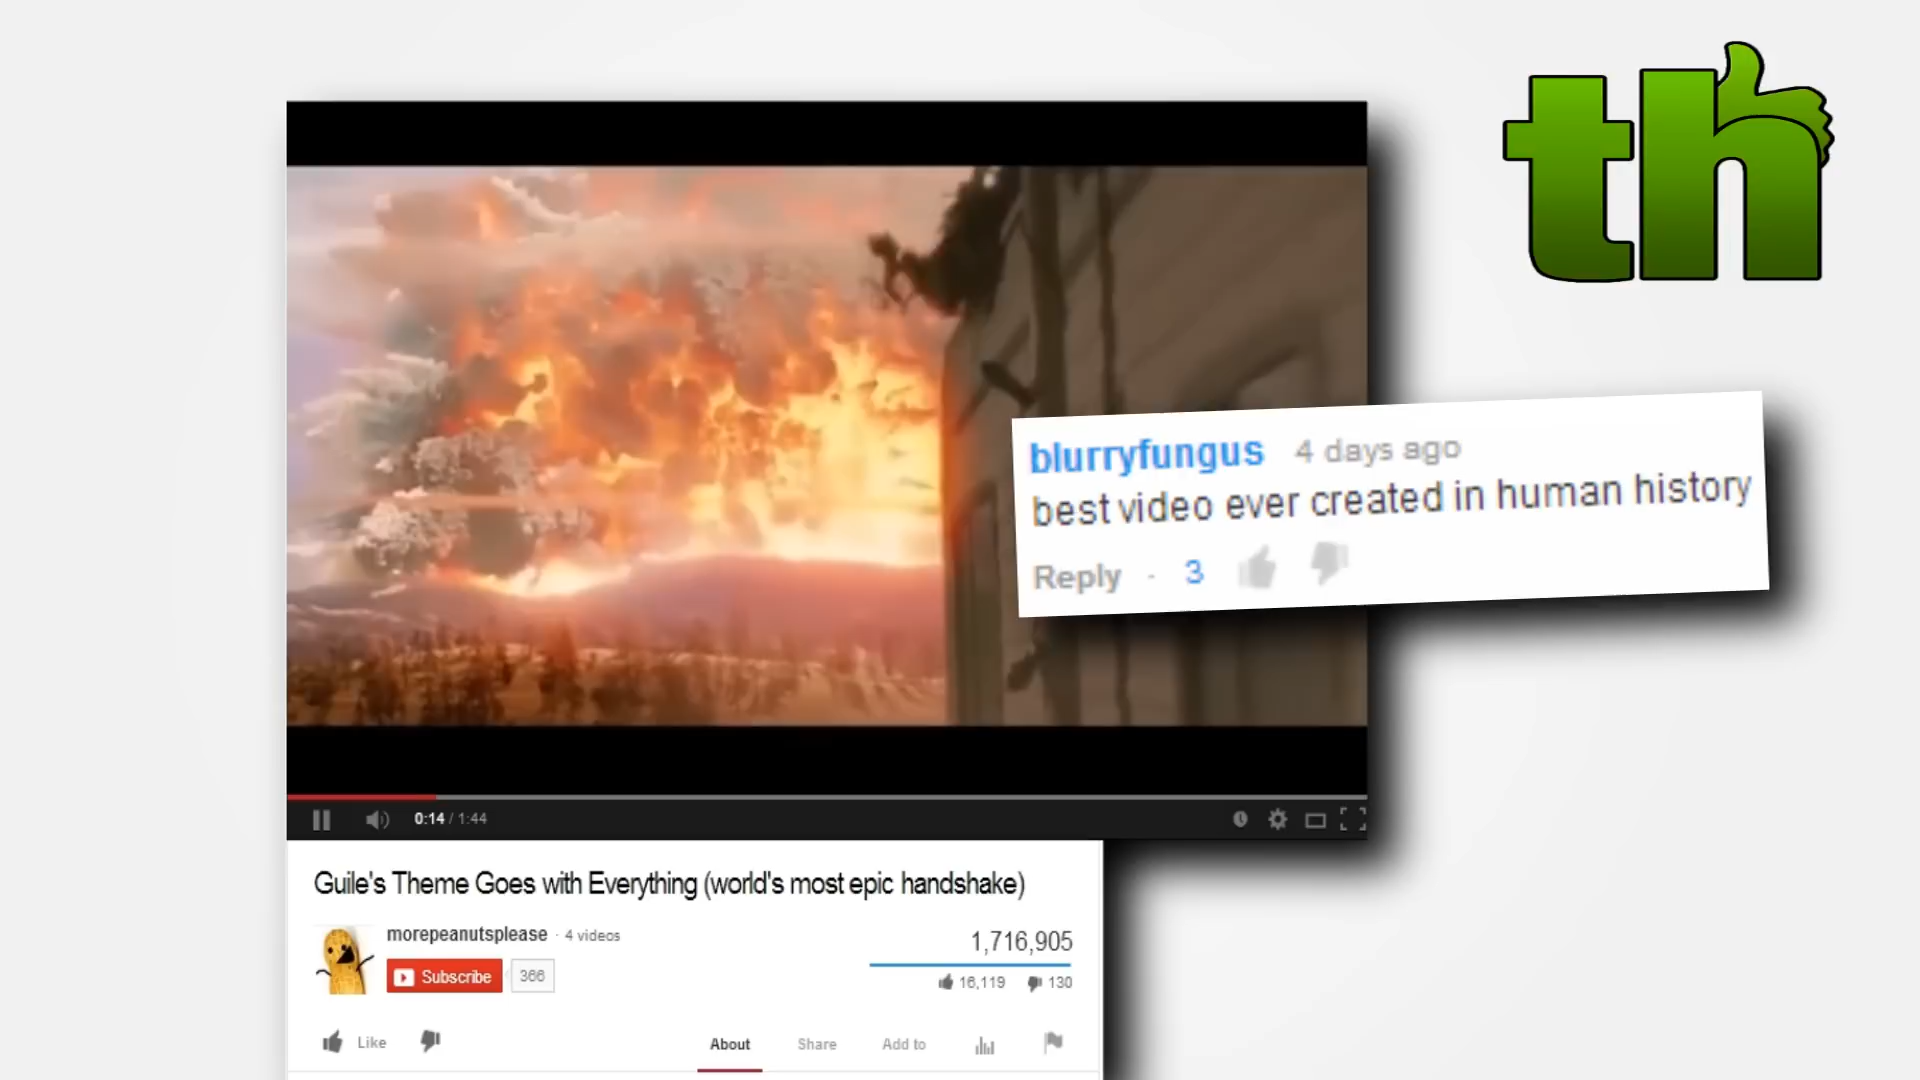 th
blurryfungus 4 days ago
best video ever created in human history
Reply · 3
0:14 / 1:44
Guile's Theme Goes with Everything (world's most epic handshake)
morepeanutsplease · 4 videos
1,716,905
Subscribe 366
16,119 130
Like About Share Add to